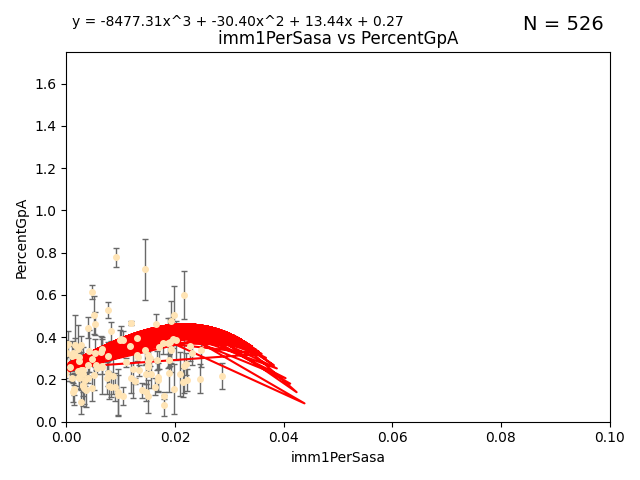 y = -8477.31x^3 + -30.40x^2 + 13.44x + 0.27
N = 526
imm1PerSasa vs PercentGpA
PercentGpA
1.6
1.4
1.2
1.0
0.8
0.6
0.4
0.2
0.0
0.00 0.02 0.04 0.06 0.08 0.10
imm1PerSasa